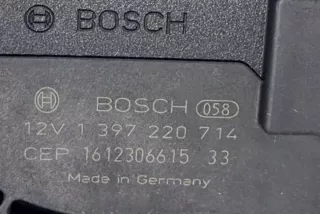 BOSCH
BOSCH 058
12V 1 397 220 714
CEP 1612306615 33
Made in Germany